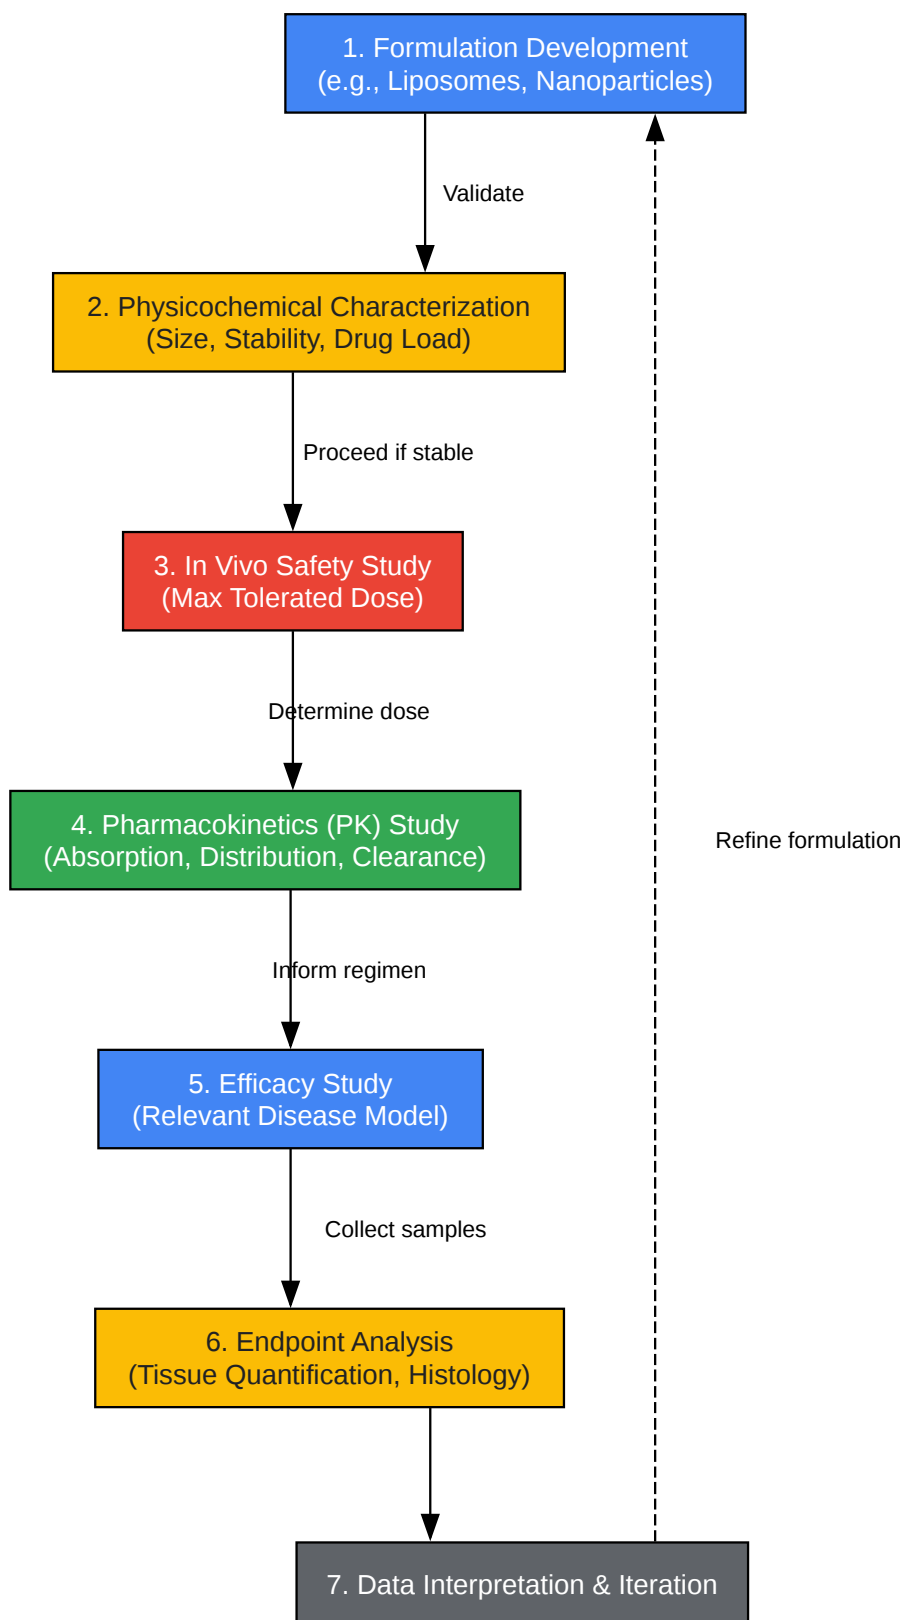 1. Formulation Development
(e.g., Liposomes, Nanoparticles)
Validate
2. Physicochemical Characterization
(Size, Stability, Drug Load)
Proceed if stable
3. In Vivo Safety Study
(Max Tolerated Dose)
Determine dose
4. Pharmacokinetics (PK) Study
(Absorption, Distribution, Clearance)
Refine formulation
Inform regimen
5. Efficacy Study
(Relevant Disease Model)
Collect samples
6. Endpoint Analysis
(Tissue Quantification, Histology)
7. Data Interpretation & Iteration